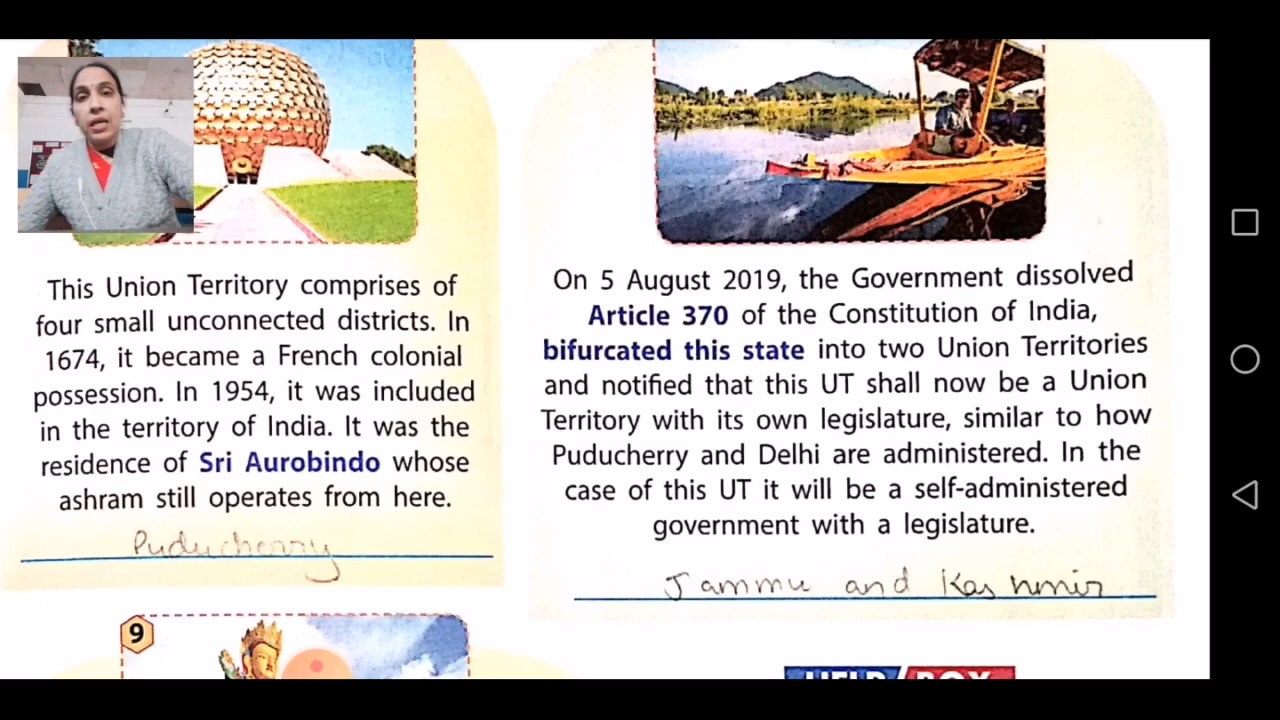 This Union Territory comprises of
four small unconnected districts. In
1674, it became a French colonial
possession. In 1954, it was included
in the territory of India. It was the
residence of Sri Aurobindo whose
ashram still operates from here.
Puducherry
On 5 August 2019, the Government dissolved
Article 370 of the Constitution of India,
bifurcated this state into two Union Territories
and notified that this UT shall now be a Union
Territory with its own legislature, similar to how
Puducherry and Delhi are administered. In the
case of this UT it will be a self-administered
government with a legislature.
Jammu and Kashmir
9
HELP BOX